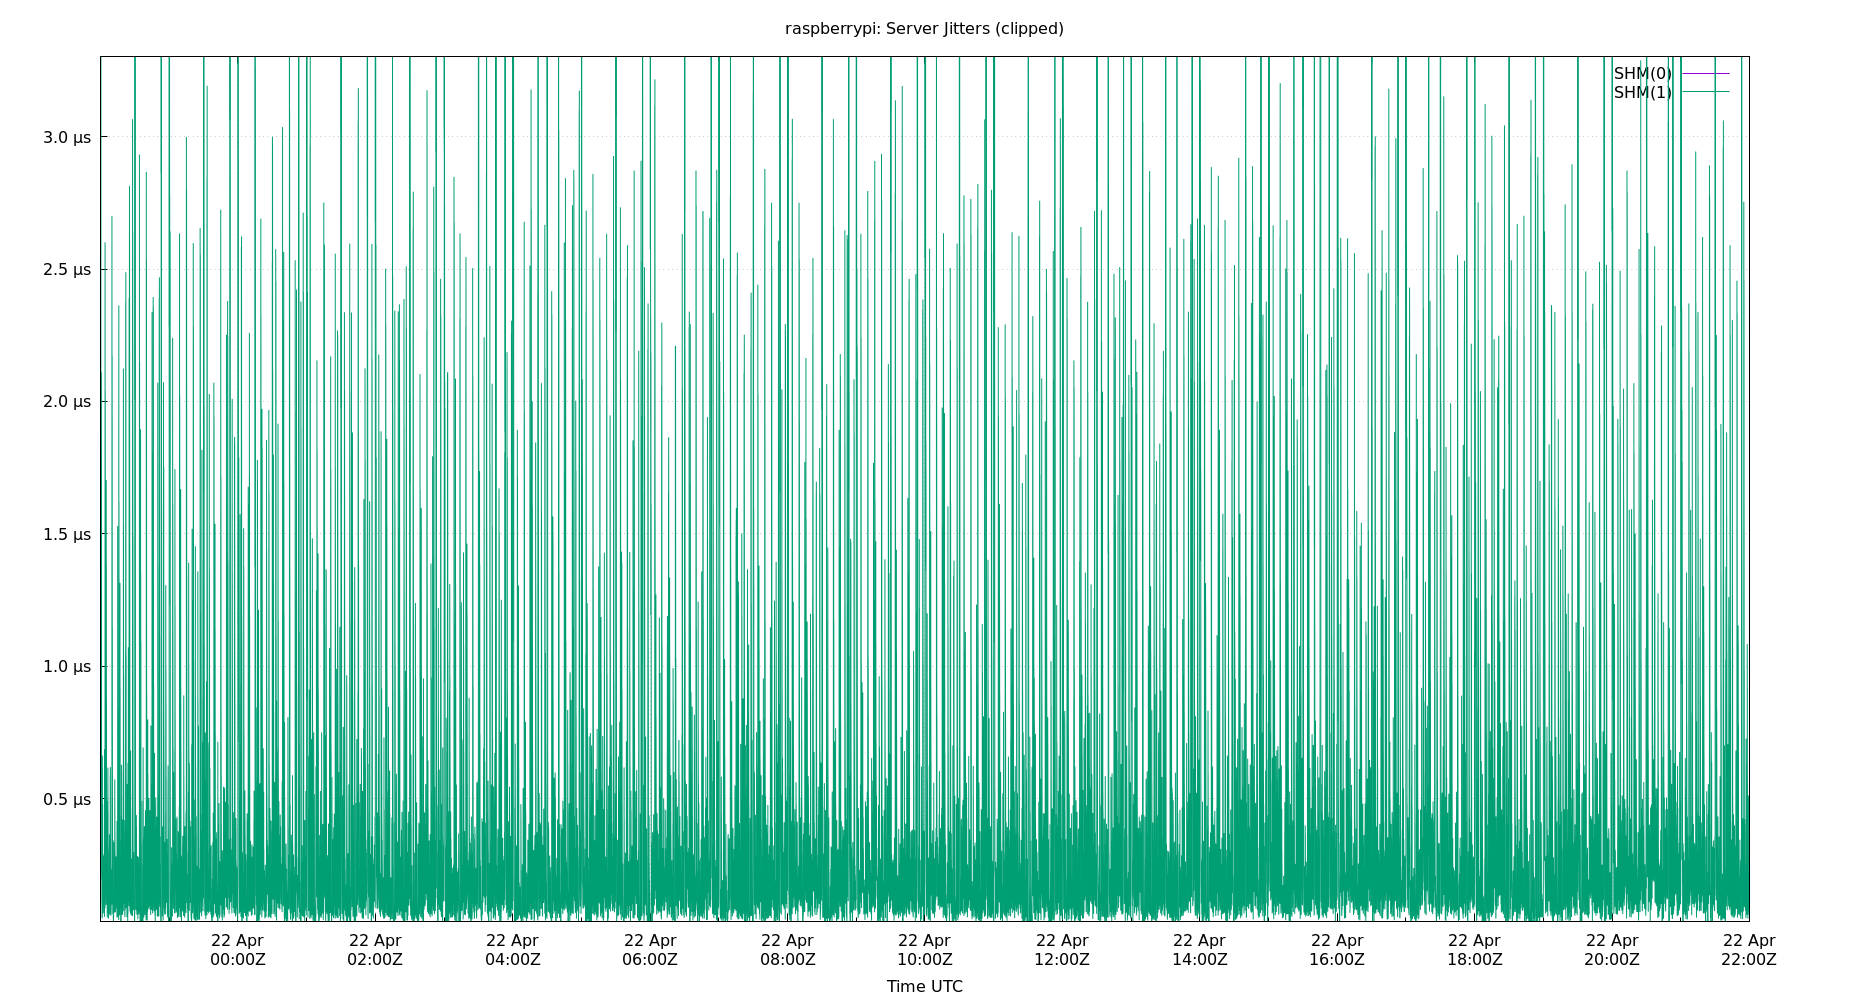 raspberrypi: Server Jitters (clipped)
SHM(0)
SHM(1)
3.0 µs
2.5 µs
2.0 µs
1.5 µs
1.0 µs
0.5 µs
22 Apr 22 Apr 22 Apr 22 Apr 22 Apr 22 Apr 22 Apr 22 Apr 22 Apr 22 Apr 22 Apr 22 Apr
00:00Z 02:00Z 04:00Z 06:00Z 08:00Z 10:00Z 12:00Z 14:00Z 16:00Z 18:00Z 20:00Z 22:00Z
Time UTC